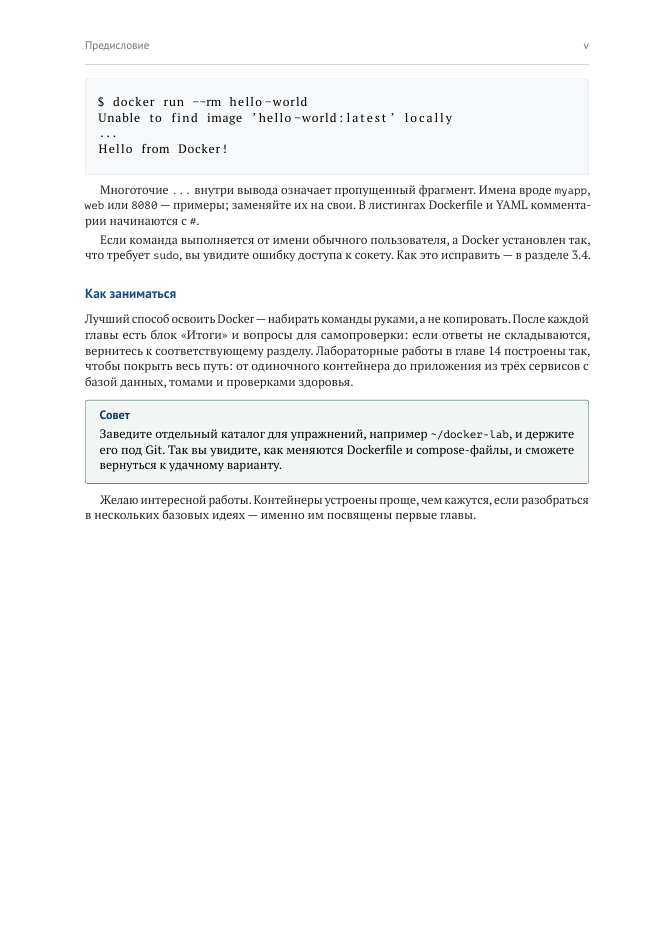 Предисловие v
$ docker run --rm hello-world
Unable to find image 'hello-world:latest' locally
...
Hello from Docker!
Многоточие ... внутри вывода означает пропущенный фрагмент. Имена вроде myapp,
web или 8080 — примеры; заменяйте их на свои. В листингах Dockerfile и YAML коммента-
рии начинаются с #.
Если команда выполняется от имени обычного пользователя, а Docker установлен так,
что требует sudo, вы увидите ошибку доступа к сокету. Как это исправить — в разделе 3.4.
Как заниматься
Лучший способ освоить Docker — набирать команды руками, а не копировать. После каждой
главы есть блок «Итоги» и вопросы для самопроверки: если ответы не складываются,
вернитесь к соответствующему разделу. Лабораторные работы в главе 14 построены так,
чтобы покрыть весь путь: от одиночного контейнера до приложения из трёх сервисов с
базой данных, томами и проверками здоровья.
Совет
Заведите отдельный каталог для упражнений, например ~/docker-lab, и держите
его под Git. Так вы увидите, как меняются Dockerfile и compose-файлы, и сможете
вернуться к удачному варианту.
Желаю интересной работы. Контейнеры устроены проще, чем кажутся, если разобраться
в нескольких базовых идеях — именно им посвящены первые главы.